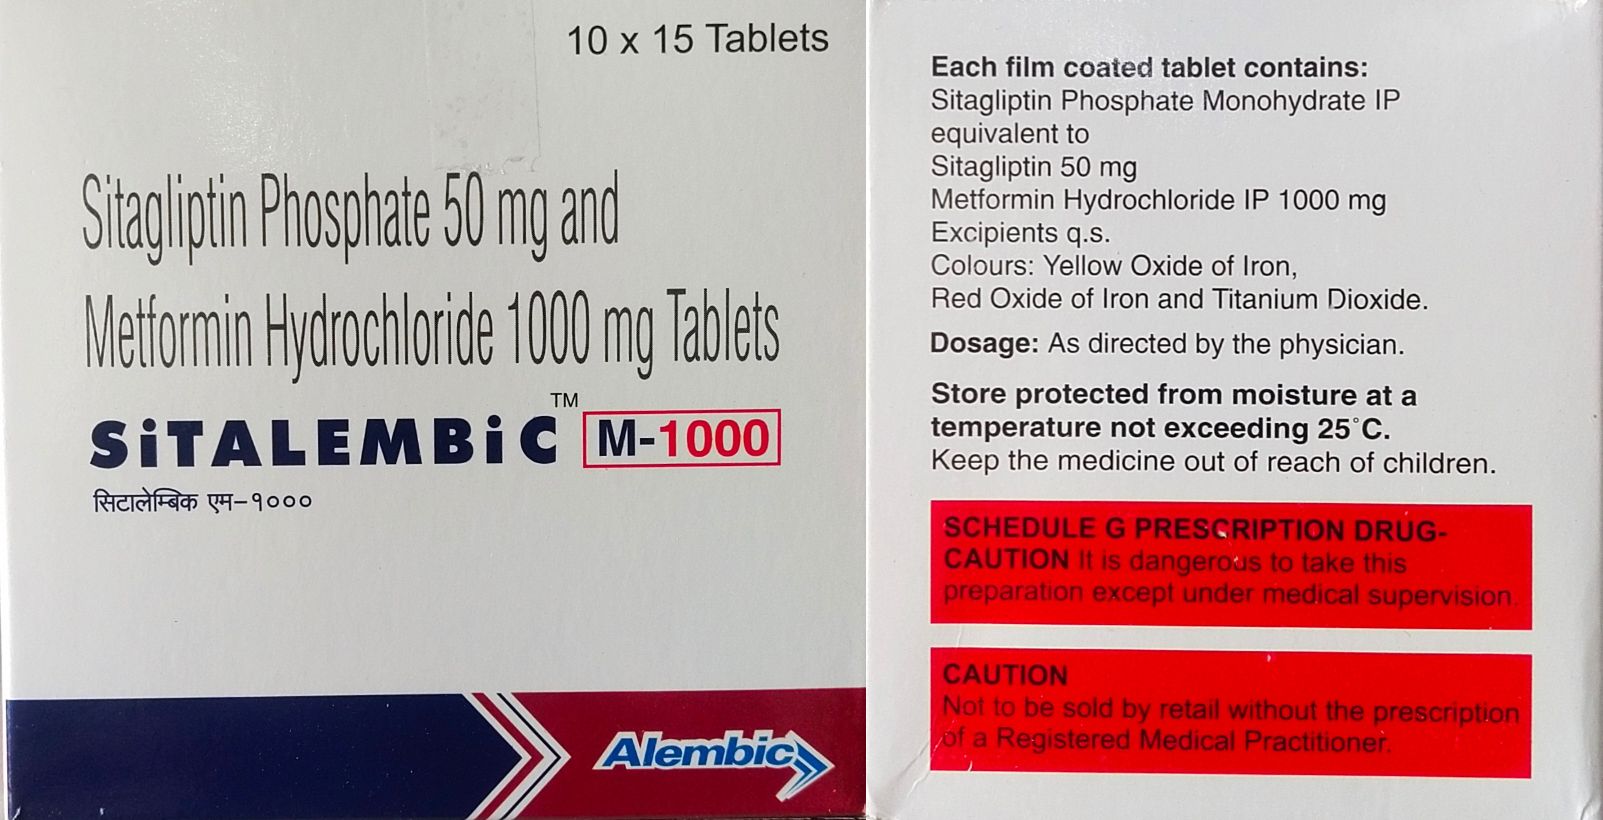 10 x 15 Tablets
Sitagliptin Phosphate 50 mg and
Metformin Hydrochloride 1000 mg Tablets
SiTALEMBiC™ M-1000
सिटालेम्बिक एम-१०००
Alembic
Each film coated tablet contains:
Sitagliptin Phosphate Monohydrate IP
equivalent to
Sitagliptin 50 mg
Metformin Hydrochloride IP 1000 mg
Excipients q.s.
Colours: Yellow Oxide of Iron,
Red Oxide of Iron and Titanium Dioxide.
Dosage: As directed by the physician.
Store protected from moisture at a
temperature not exceeding 25°C.
Keep the medicine out of reach of children.
SCHEDULE G PRESCRIPTION DRUG-
CAUTION It is dangerous to take this
preparation except under medical supervision.
CAUTION
Not to be sold by retail without the prescription
of a Registered Medical Practitioner.